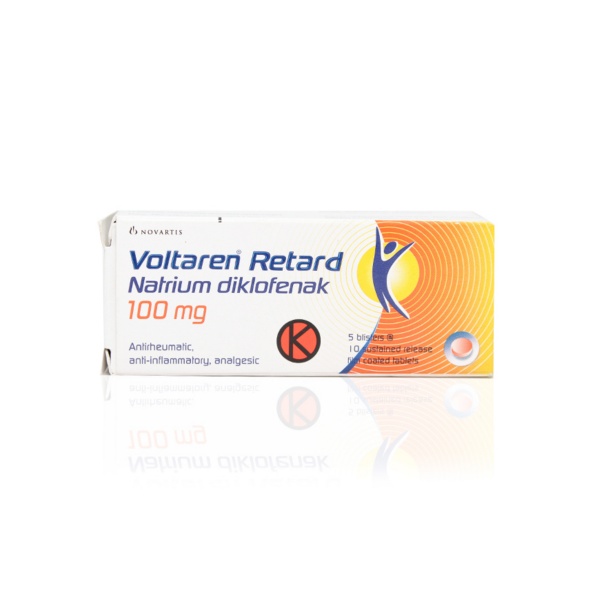 NOVARTIS
Voltaren® Retard
Natrium diklofenak
100 mg
Antirheumatic,
anti-inflammatory, analgesic
K
5 blisters @
10 sustained release
film coated tablets